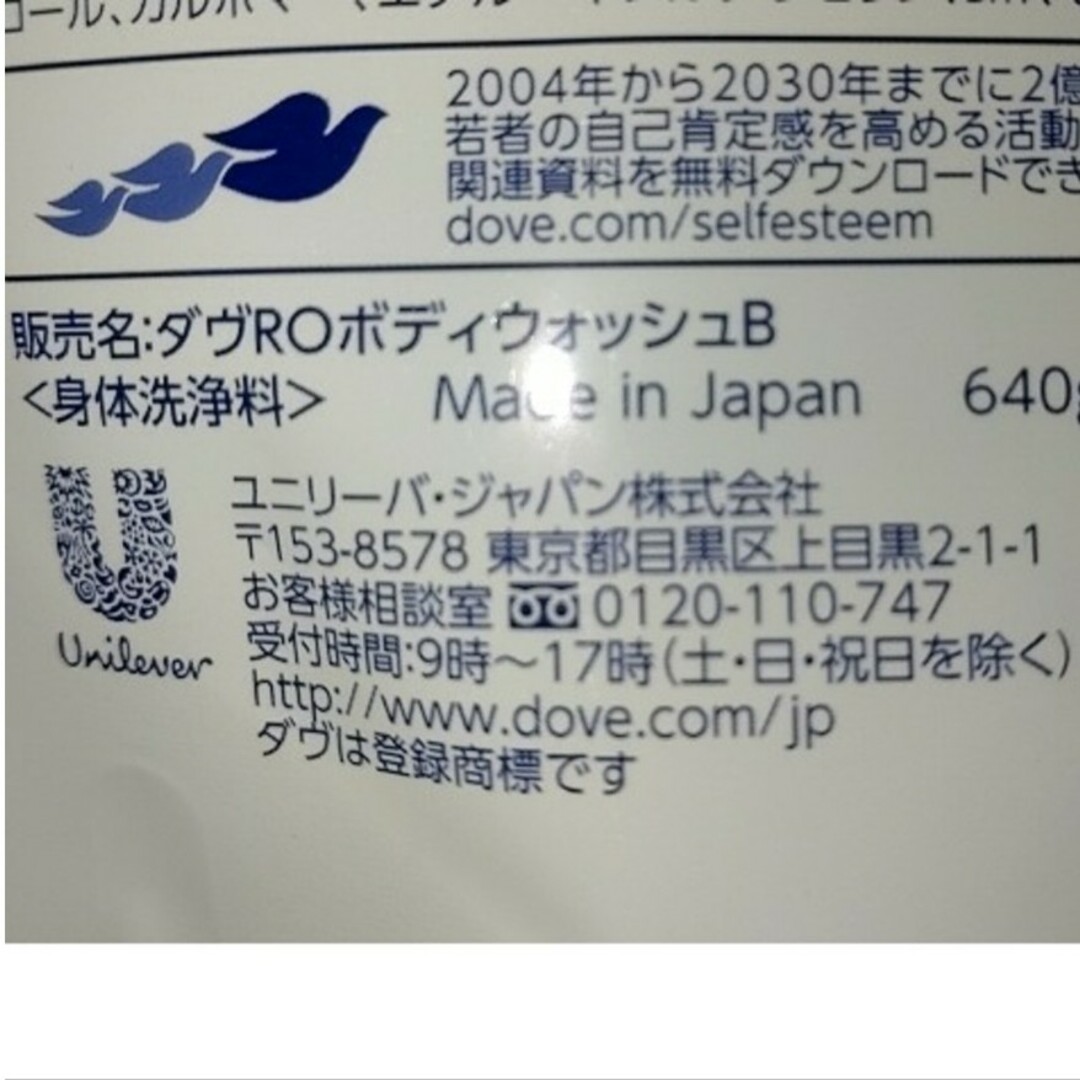 2004年から2030年までに2億
若者の自己肯定感を高める活動
関連資料を無料ダウンロードでき
dove.com/selfesteem
販売名:ダヴROボディウォッシュB
<身体洗浄料> Made in Japan 640g
ユニリーバ・ジャパン株式会社
〒153-8578 東京都目黒区上目黒2-1-1
お客様相談室 0120-110-747
受付時間:9時~17時(土・日・祝日を除く)
http://www.dove.com/jp
ダヴは登録商標です
Unilever